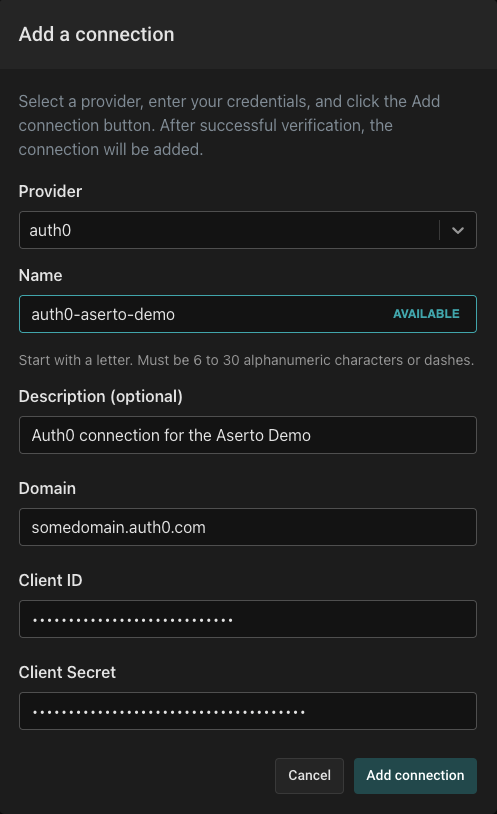 Add a connection
Select a provider, enter your credentials, and click the Add
connection button. After successful verification, the
connection will be added.
Provider
auth0
Name
auth0-aserto-demo AVAILABLE
Start with a letter. Must be 6 to 30 alphanumeric characters or dashes.
Description (optional)
Auth0 connection for the Aserto Demo
Domain
somedomain.auth0.com
Client ID
••••••••••••••••••••••••••••
Client Secret
••••••••••••••••••••••••••••••••••••••
Cancel Add connection